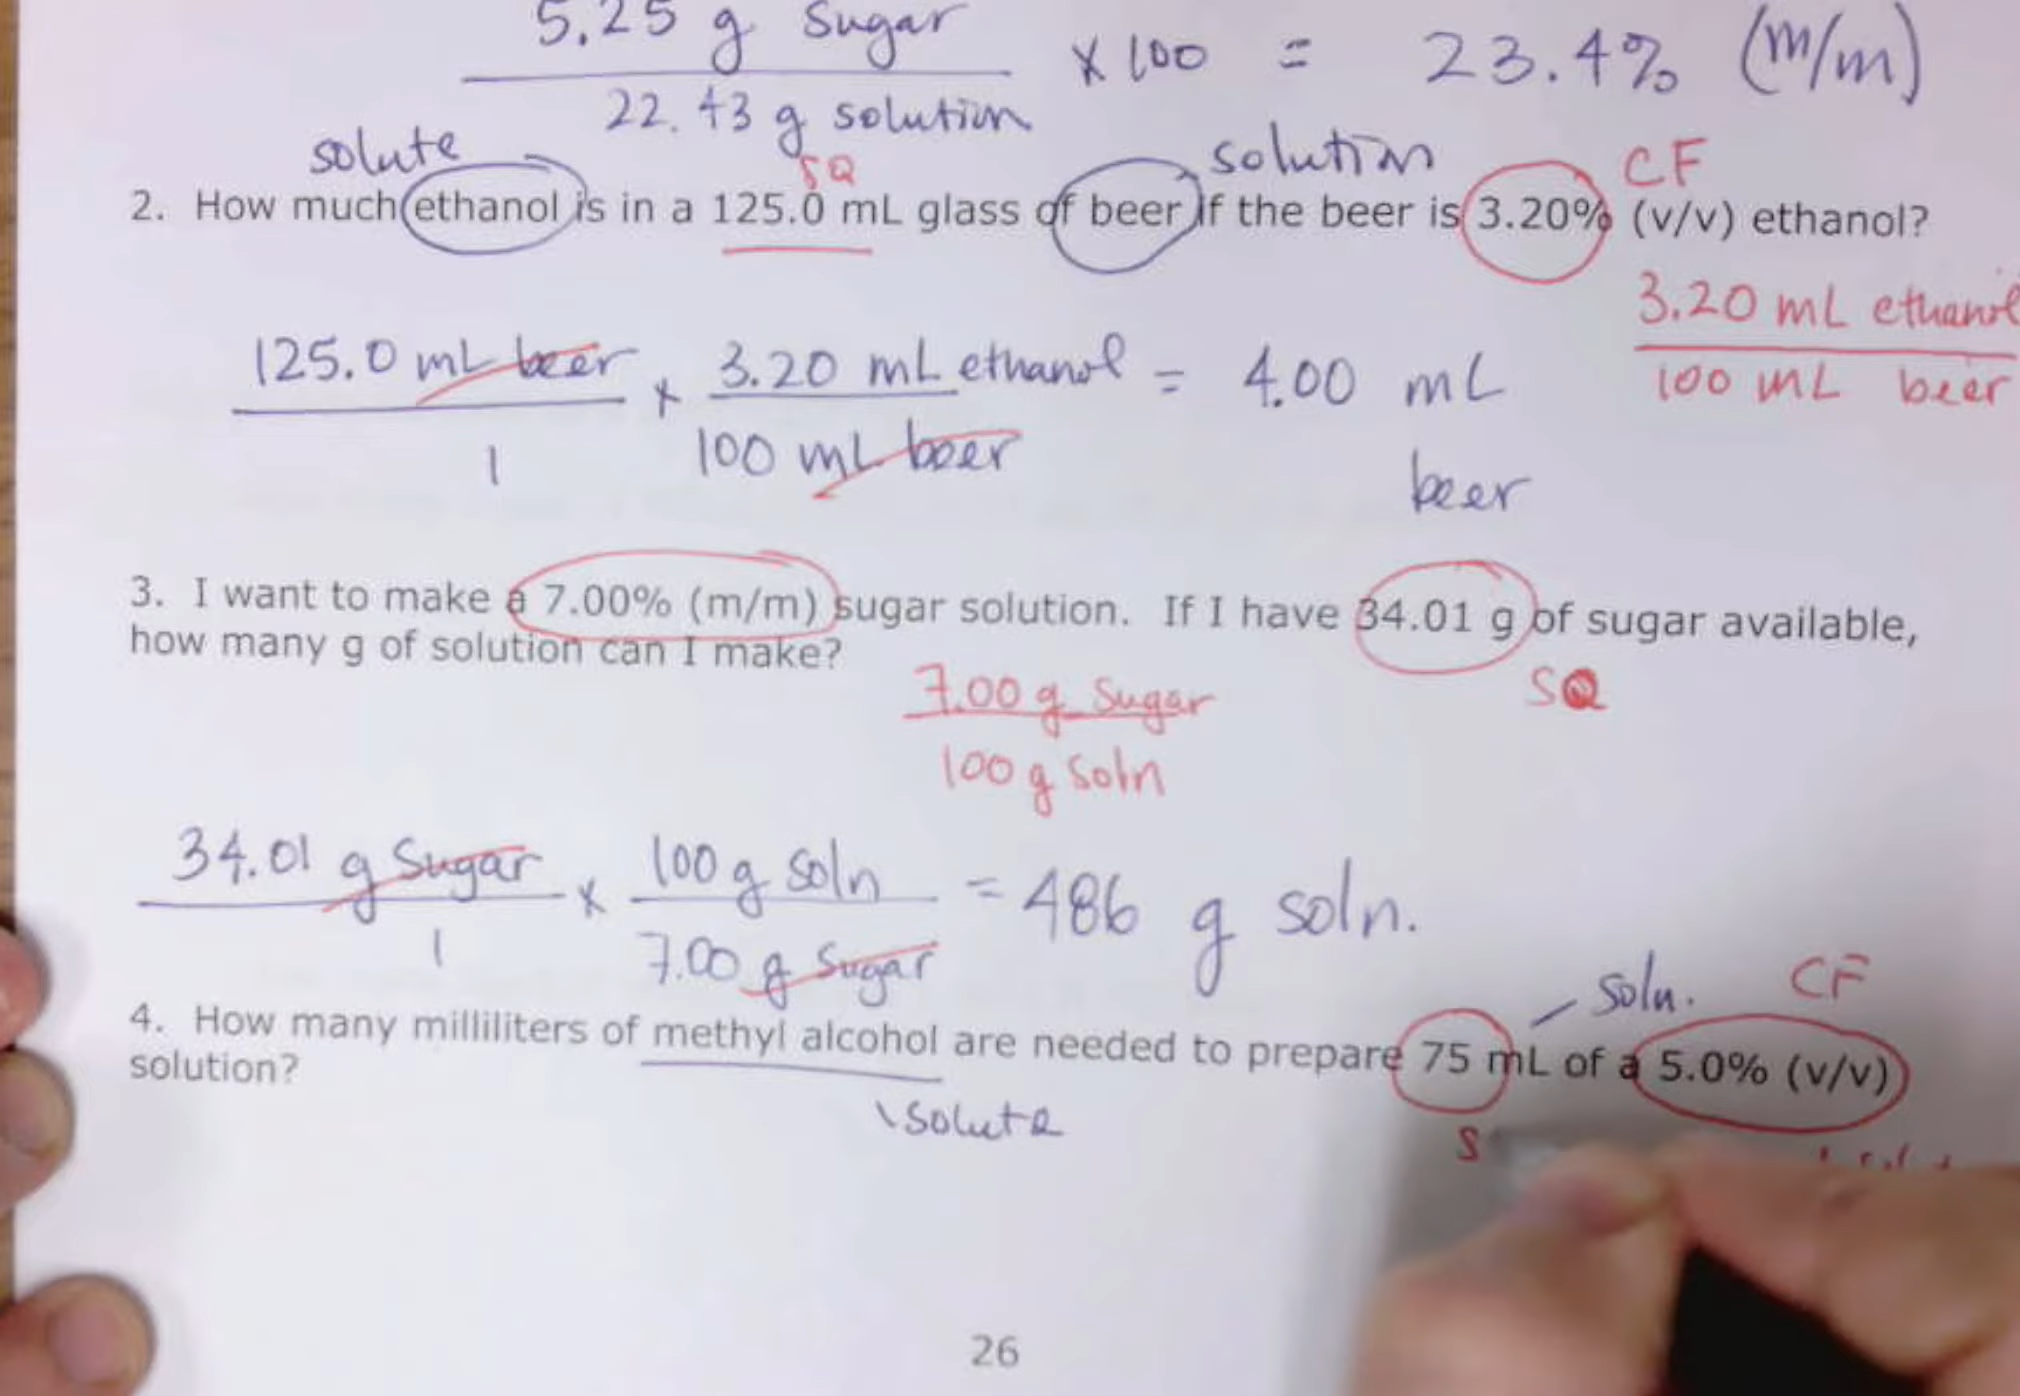 5.25 g Sugar
22.43 g solution
× 100 = 23.4% (m/m)
solute
SQ
solution
CF
2. How much ethanol is in a 125.0 mL glass of beer if the beer is 3.20% (v/v) ethanol?
3.20 mL ethanol
100 mL beer
125.0 mL beer
1
× 3.20 mL ethanol
100 mL beer
= 4.00 mL
beer
3. I want to make a 7.00% (m/m) sugar solution. If I have 34.01 g of sugar available,
how many g of solution can I make?
SQ
7.00 g Sugar
100 g Soln
34.01 g Sugar
1
× 100 g Soln
7.00 g Sugar
= 486 g soln.
soln.
CF
4. How many milliliters of methyl alcohol are needed to prepare 75 mL of a 5.0% (v/v)
solution?
solute
S
26